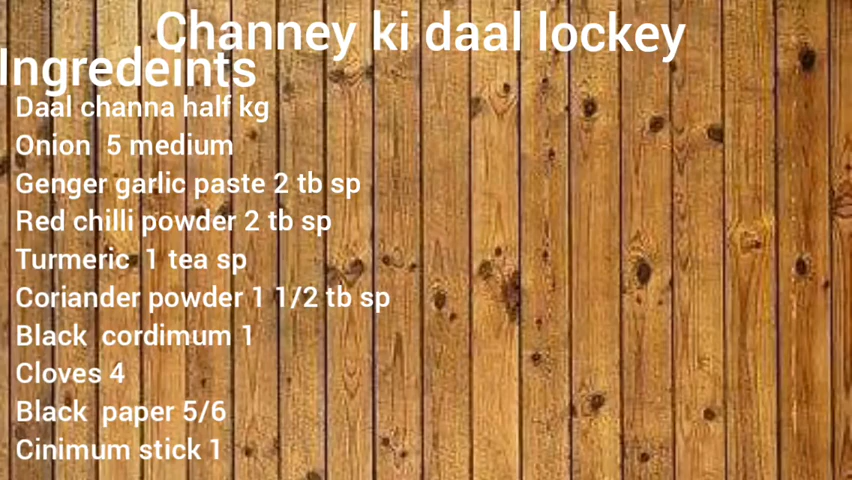 Channey ki daal lockey
Ingredeints
Daal channa half kg
Onion 5 medium
Genger garlic paste 2 tb sp
Red chilli powder 2 tb sp
Turmeric 1 tea sp
Coriander powder 1 1/2 tb sp
Black cordimum 1
Cloves 4
Black paper 5/6
Cinimum stick 1